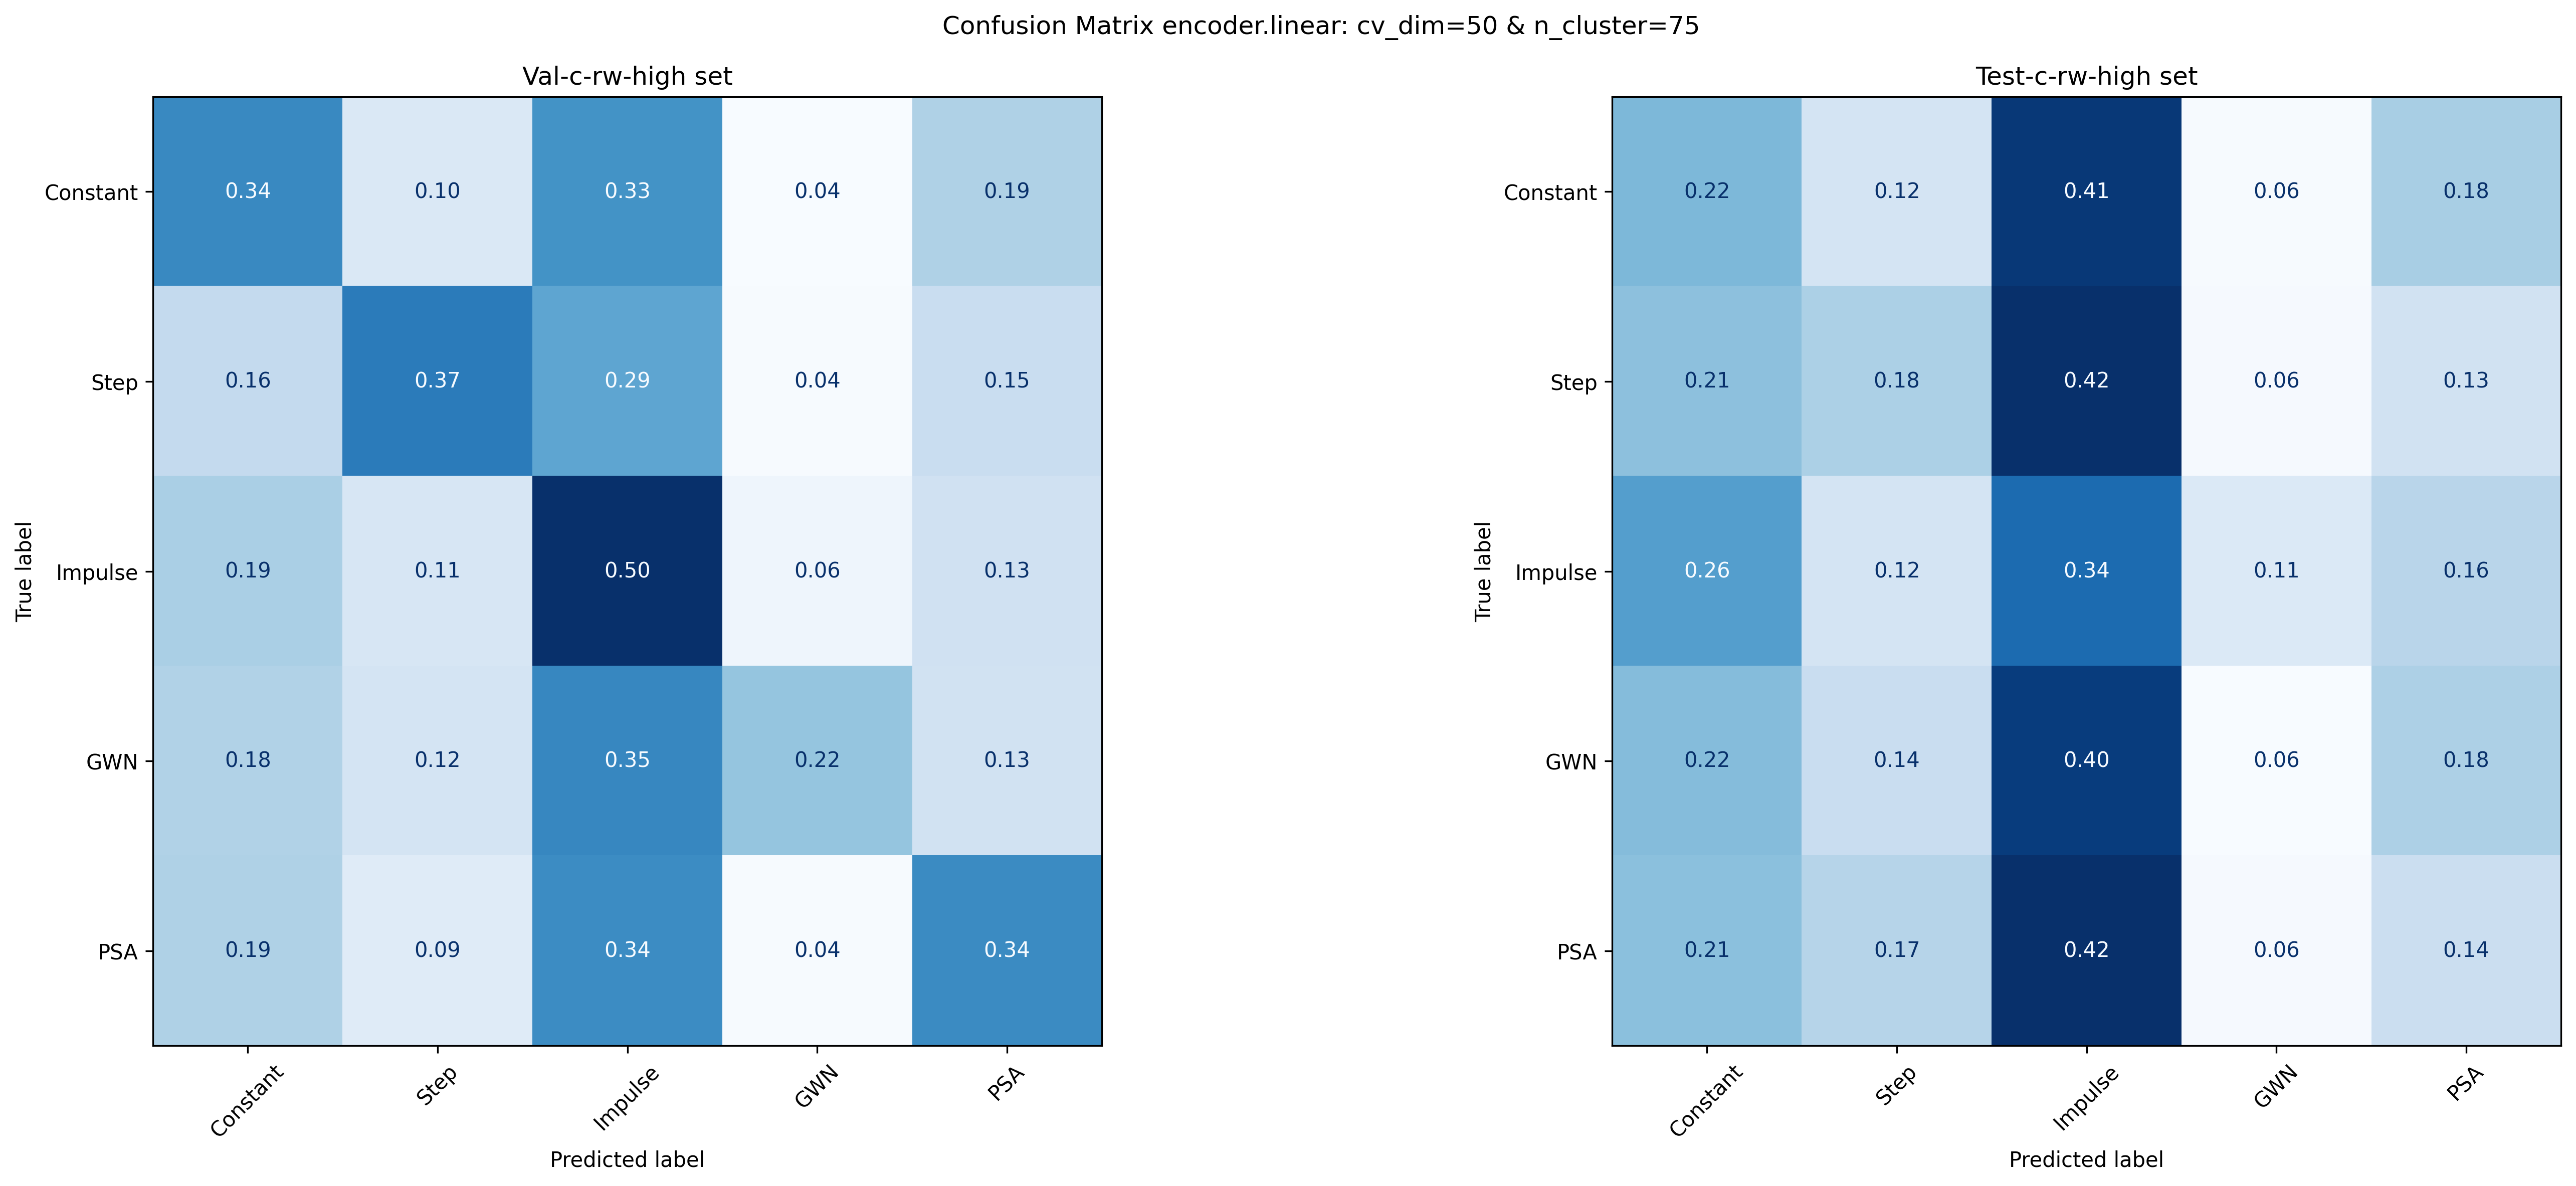 Confusion Matrix encoder.linear: cv_dim=50 & n_cluster=75
Val-c-rw-high set
True label
Constant 0.34 0.10 0.33 0.04 0.19
Step 0.16 0.37 0.29 0.04 0.15
Impulse 0.19 0.11 0.50 0.06 0.13
GWN 0.18 0.12 0.35 0.22 0.13
PSA 0.19 0.09 0.34 0.04 0.34
Constant Step Impulse GWN PSA
Predicted label
Test-c-rw-high set
True label
Constant 0.22 0.12 0.41 0.06 0.18
Step 0.21 0.18 0.42 0.06 0.13
Impulse 0.26 0.12 0.34 0.11 0.16
GWN 0.22 0.14 0.40 0.06 0.18
PSA 0.21 0.17 0.42 0.06 0.14
Constant Step Impulse GWN PSA
Predicted label